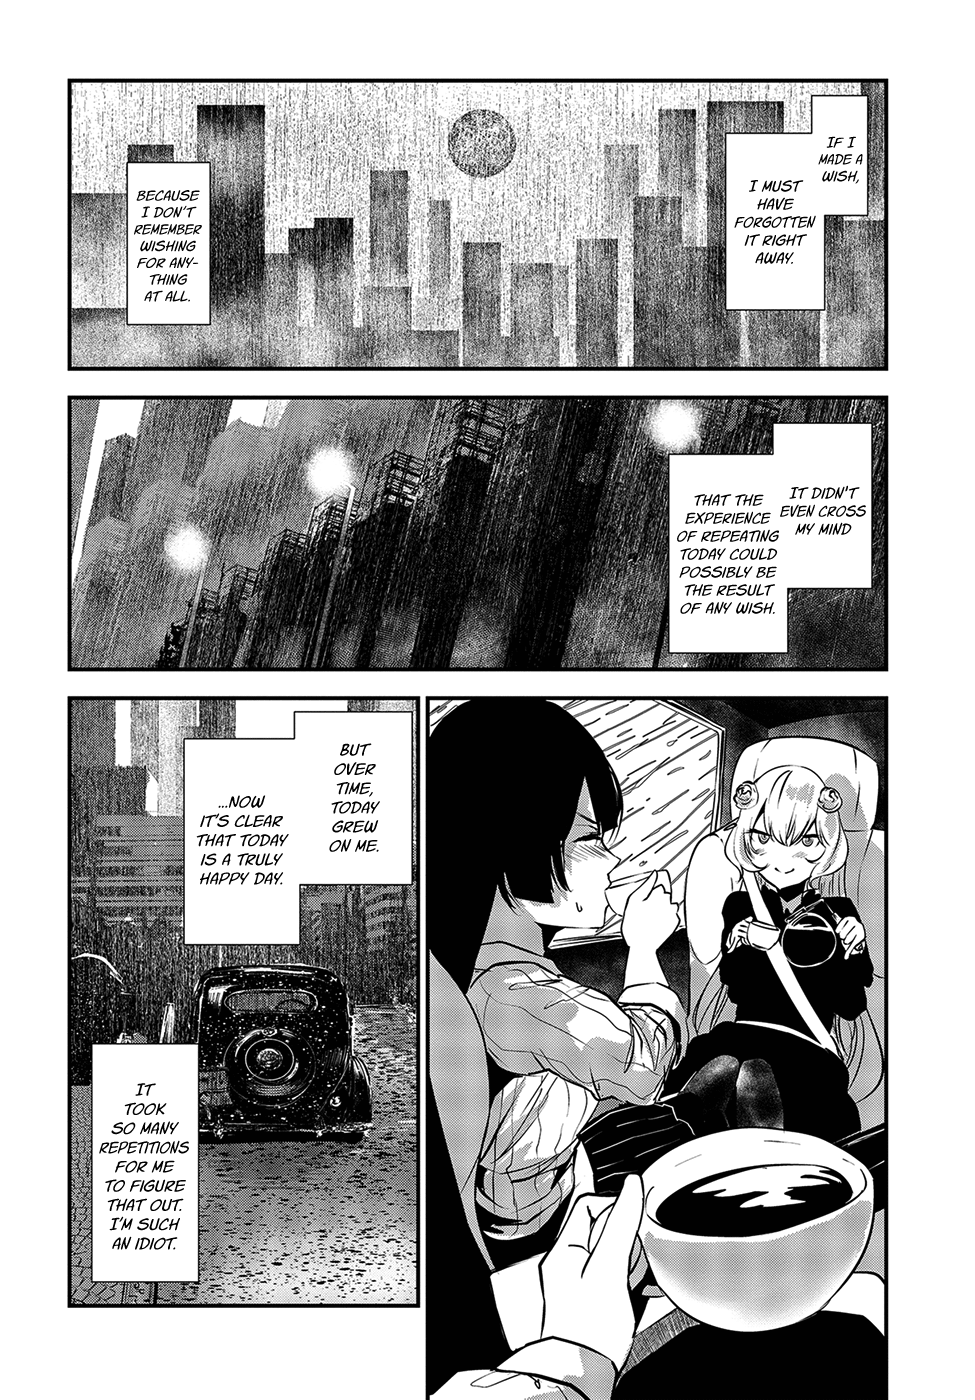 IF I
MADE A
WISH,
I MUST
HAVE
FORGOTTEN
IT RIGHT
AWAY.
BECAUSE
I DON'T
REMEMBER
WISHING
FOR ANY-
THING
AT ALL.
IT DIDN'T
EVEN CROSS
MY MIND
THAT THE
EXPERIENCE
OF REPEATING
TODAY COULD
POSSIBLY BE
THE RESULT
OF ANY WISH.
BUT
OVER
TIME,
TODAY
GREW
ON ME.
...NOW
IT'S CLEAR
THAT TODAY
IS A TRULY
HAPPY DAY.
IT
TOOK
SO MANY
REPETITIONS
FOR ME
TO FIGURE
THAT OUT.
I'M SUCH
AN IDIOT.